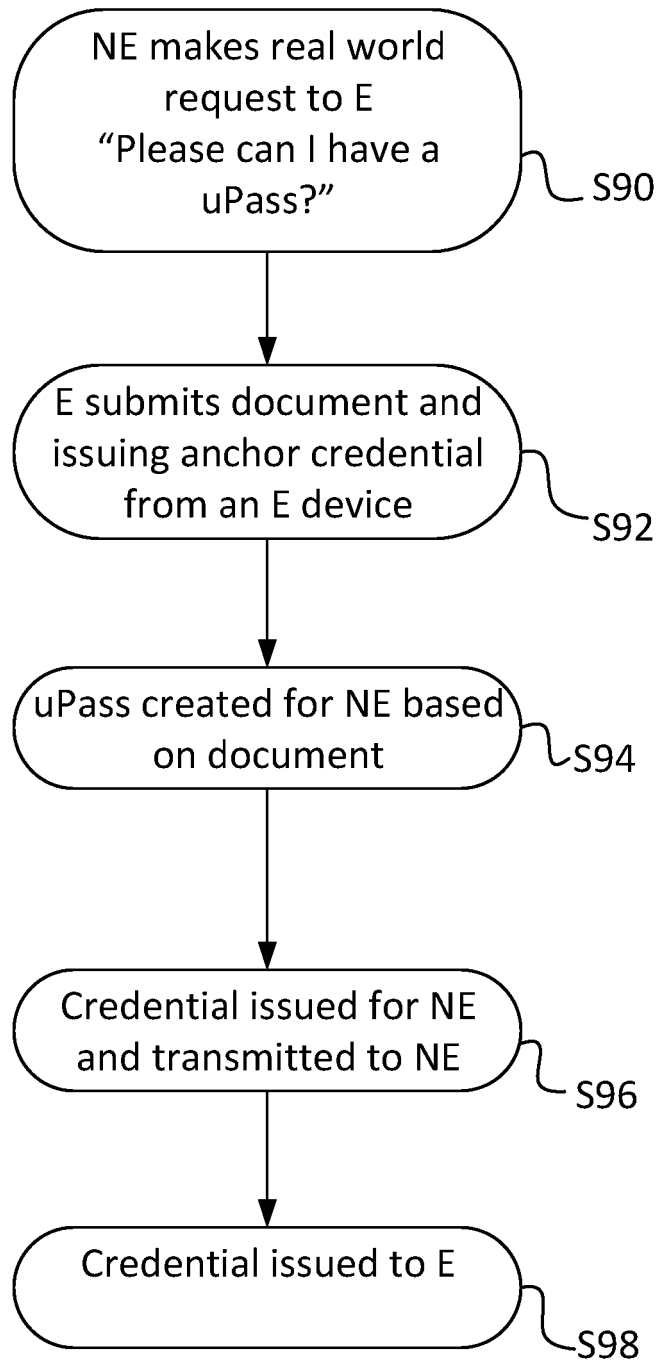 NE makes real world
request to E
“Please can I have a
uPass?”
S90
E submits document and
issuing anchor credential
from an E device
S92
uPass created for NE based
on document
S94
Credential issued for NE
and transmitted to NE
S96
Credential issued to E
S98